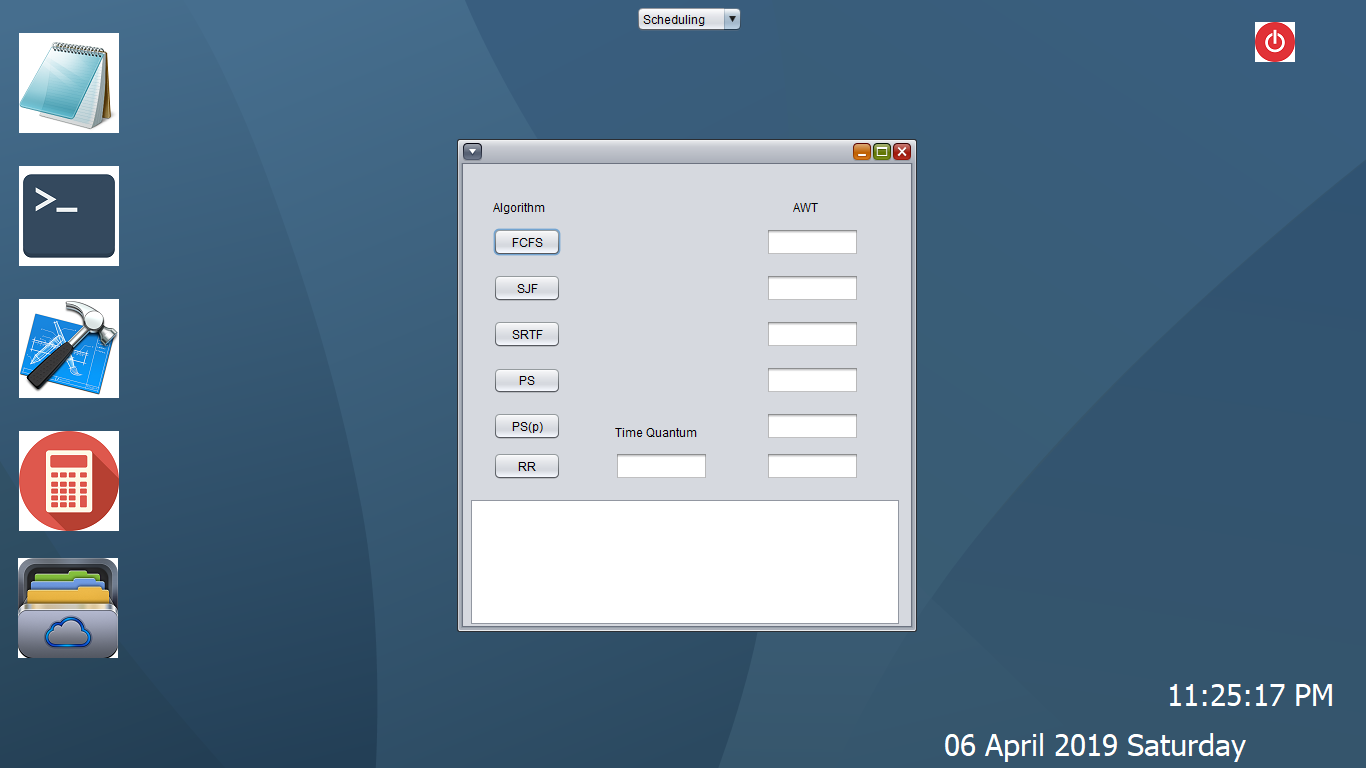 Scheduling
>_
Algorithm AWT
FCFS
SJF
SRTF
PS
PS(p)
Time Quantum
RR
11:25:17 PM
06 April 2019 Saturday